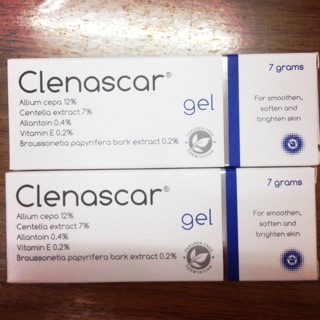 Clenascar®
7 grams
Allium cepa 12%
Centella extract 7%
Allantoin 0.4%
Vitamin E 0.2%
Broussonetia papyrifera bark extract 0.2%
gel
For smoothen,
soften and
brighten skin
Clenascar®
7 grams
Allium cepa 12%
Centella extract 7%
Allantoin 0.4%
Vitamin E 0.2%
Broussonetia papyrifera bark extract 0.2%
gel
For smoothen,
soften and
brighten skin